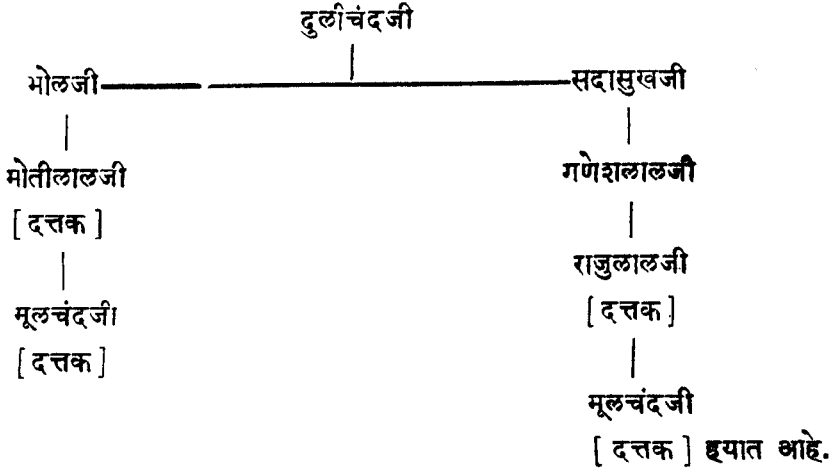 दुलीचंदजी
भोलजी सदासुखजी
मोतीलालजी गणेशलालजी
[ दत्तक ]
राजुलालजी
मूलचंदजी [ दत्तक ]
[ दत्तक ]
मूलचंदजी
[ दत्तक ] हयात आहे.